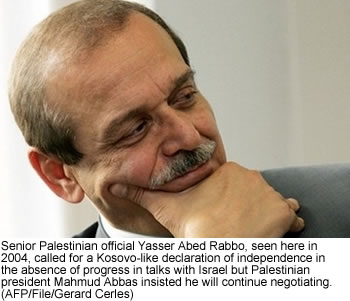 Senior Palestinian official Yasser Abed Rabbo, seen here in
2004, called for a Kosovo-like declaration of independence in
the absence of progress in talks with Israel but Palestinian
president Mahmud Abbas insisted he will continue negotiating.
(AFP/File/Gerard Cerles)